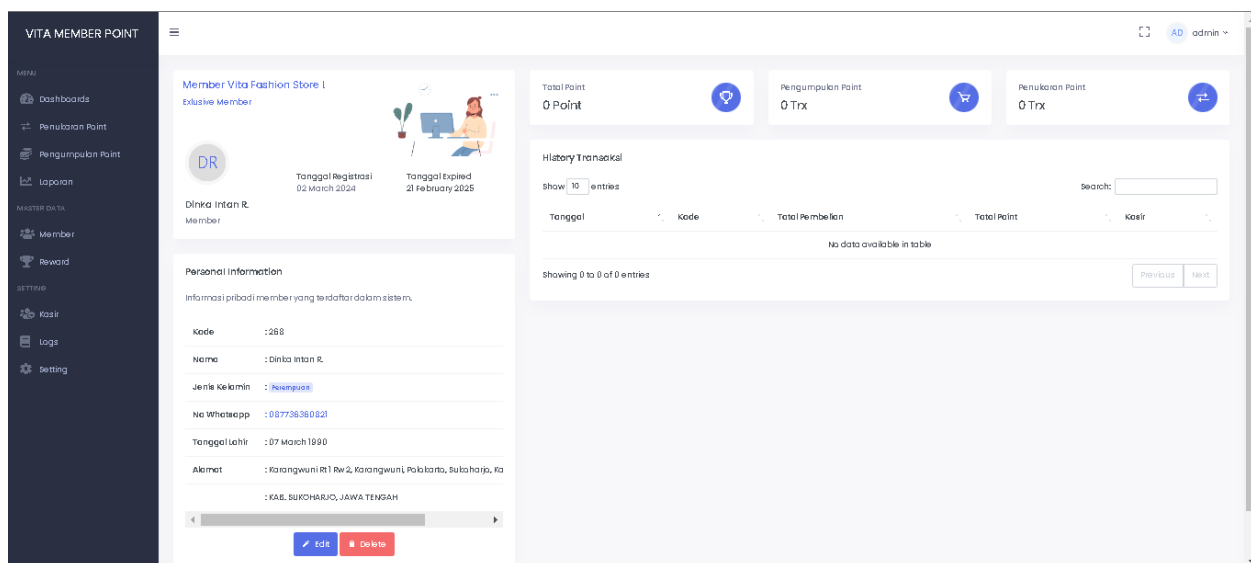 VITA MEMBER POINT
AD admin
MENU
Dashboards
Penukaran Point
Pengumpulan Point
Laporan
MASTER DATA
Member
Reward
SETTING
Kasir
Logs
Setting
Member Vita Fashion Store 1
Exlusive Member
DR
Tanggal Registrasi
02 March 2024
Tanggal Expired
21 February 2025
Dinka Intan R.
Member
Total Point
0 Point
Pengumpulan Point
0 Trx
Penukaran Point
0 Trx
History Transaksi
Show 10 entries
Search:
Tanggal Kode Total Pembelian Total Point Kasir
No data available in table
Showing 0 to 0 of 0 entries
Previous Next
Personal Information
Informasi pribadi member yang terdaftar dalam sistem.
Kode : 268
Nama : Dinka Intan R.
Jenis Kelamin : Perempuan
No Whatsapp : 087736360821
Tanggal Lahir : 07 March 1990
Alamat : Karangwuni Rt 1 Rw 2, Karangwuni, Polokarto, Sukoharjo, Ka
: KAB. SUKOHARJO, JAWA TENGAH
Edit Delete